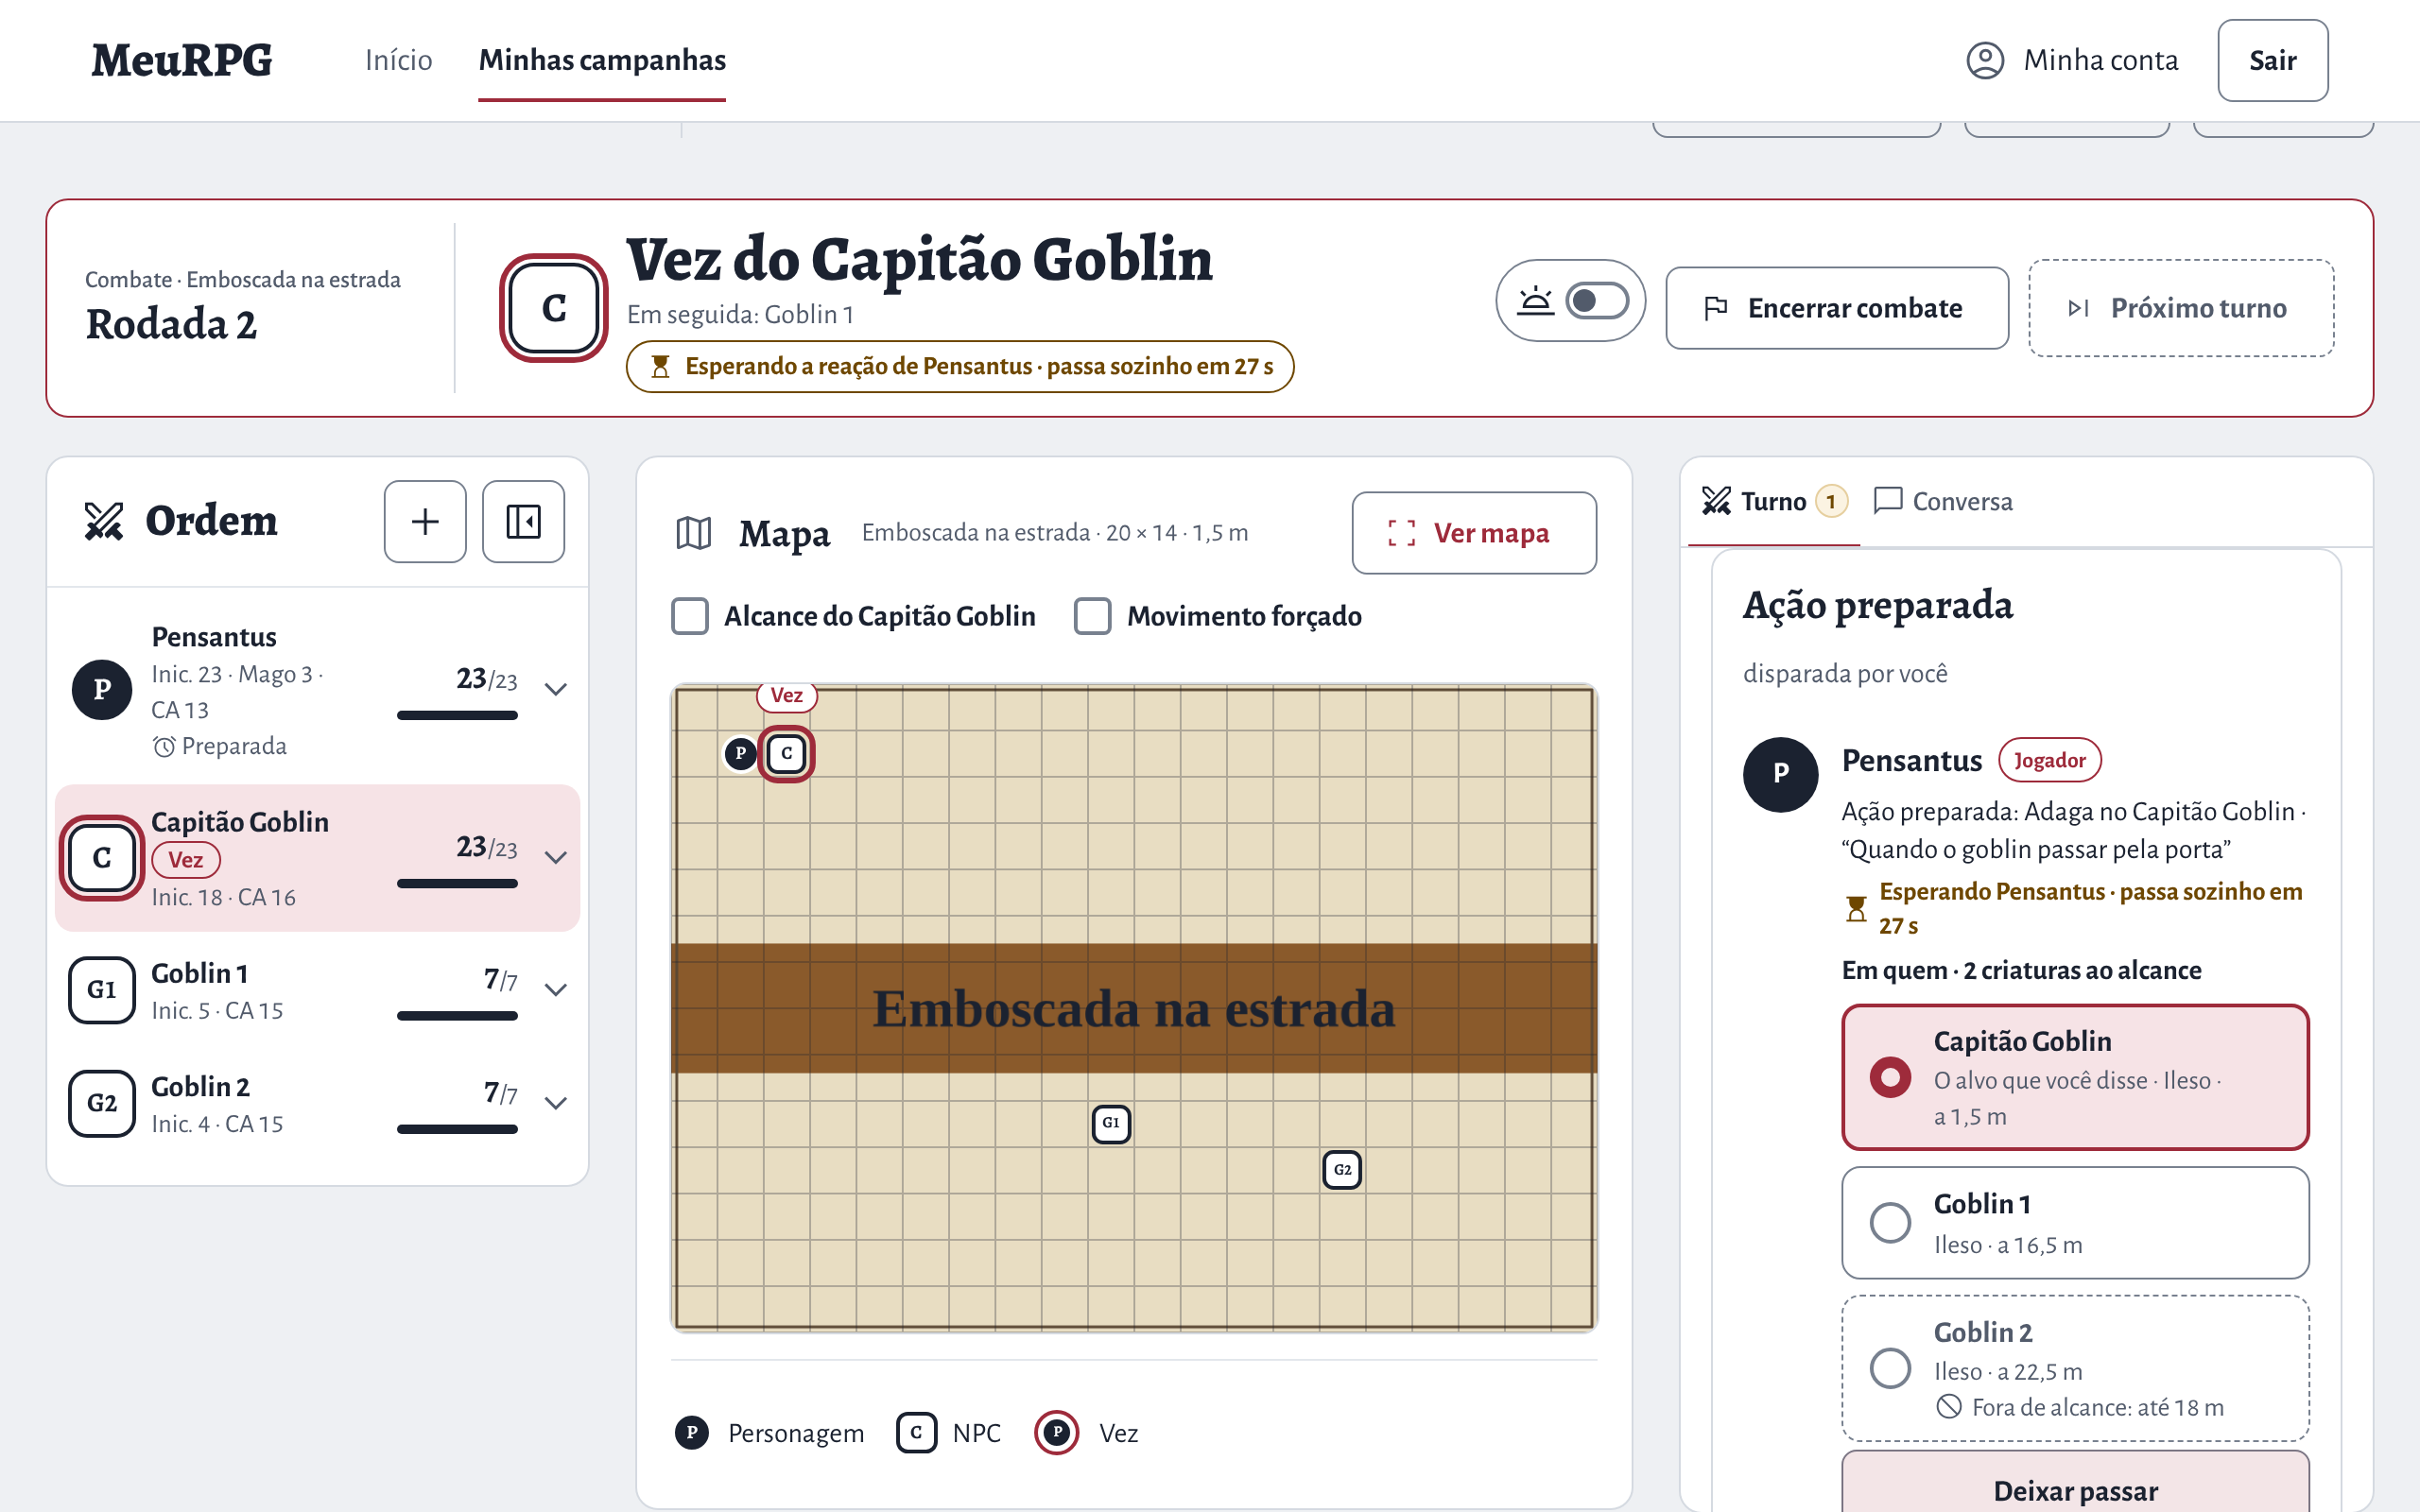 MeuRPG
Início
Minhas campanhas
Minha conta
Sair
Combate · Emboscada na estrada
Rodada 2
C
Vez do Capitão Goblin
Em seguida: Goblin 1
Esperando a reação de Pensantus · passa sozinho em 27 s
Encerrar combate
Próximo turno
Ordem
P
Pensantus
Inic. 23 · Mago 3 ·
CA 13
Preparada
23/23
C
Capitão Goblin
Vez
Inic. 18 · CA 16
23/23
G1
Goblin 1
Inic. 5 · CA 15
7/7
G2
Goblin 2
Inic. 4 · CA 15
7/7
Mapa
Emboscada na estrada · 20 × 14 · 1,5 m
Ver mapa
Alcance do Capitão Goblin
Movimento forçado
Vez
P
C
Emboscada na estrada
G1
G2
P
Personagem
C
NPC
P
Vez
Turno
1
Conversa
Ação preparada
disparada por você
P
Pensantus
Jogador
Ação preparada: Adaga no Capitão Goblin ·
“Quando o goblin passar pela porta”
Esperando Pensantus · passa sozinho em
27 s
Em quem · 2 criaturas ao alcance
Capitão Goblin
O alvo que você disse · Ileso ·
a 1,5 m
Goblin 1
Ileso · a 16,5 m
Goblin 2
Ileso · a 22,5 m
Fora de alcance: até 18 m
Deixar passar